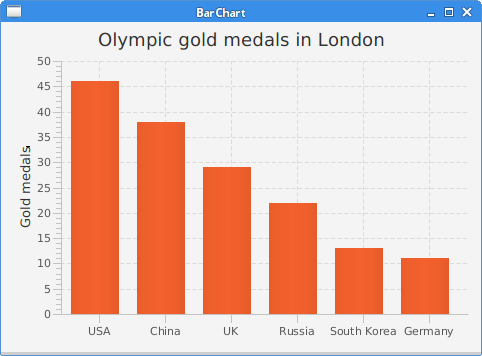 BarChart
Olympic gold medals in London
Gold medals
50
45
40
35
30
25
20
15
10
5
0
USA China UK Russia South Korea Germany